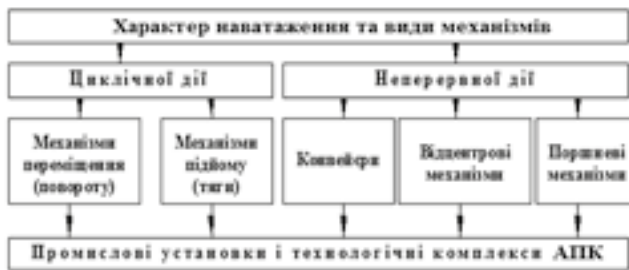 Характер наватаження та види механізмів
Циклічної дії
Неперервної дії
Механізми
переміщення
(повороту)
Механізми
підйому
(тяги)
Конвейєри
Відцентрові
механізми
Поршневі
механізми
Промислові установки і технологічні комплекси АПК